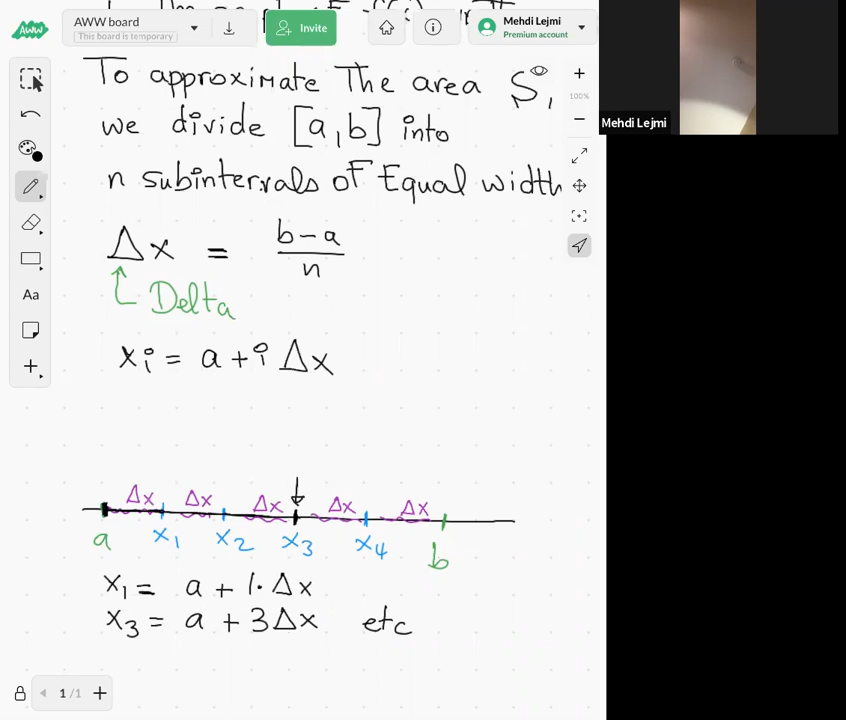 AWW board
This board is temporary
Invite
Mehdi Lejmi
Premium account
AWW
To approximate The area S,
100%
we divide [a,b] into
n subintervals of Equal width
Mehdi Lejmi
Δx = b-a/n
Delta
Aa
xi = a + i Δx
Δx Δx Δx Δx Δx
a x1 x2 x3 x4 b
x1 = a + 1·Δx
x3 = a + 3Δx etc
1 /1